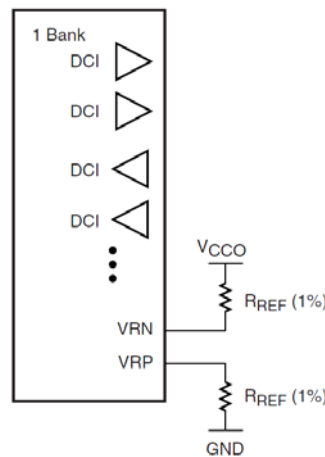 1 Bank
DCI
DCI
DCI
DCI
VCCO
RREF (1%)
VRN
VRP
RREF (1%)
GND